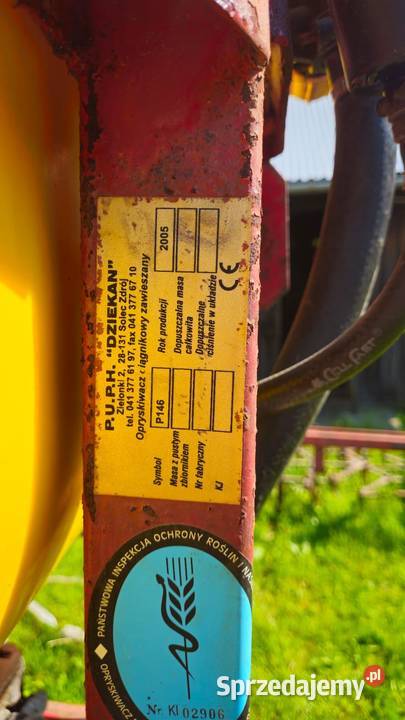 P.U.P.H. "DZIEKAN"
Zielonki 2, 28-131 Solec Zdrój
tel. 041 377 61 97, fax 041 377 67 10
Opryskiwacz ciągnikowy zawieszany
Symbol P146
Masa z pustym
zbiornikiem
Nr fabryczny
KJ
Rok produkcji 2005
Dopuszczalna masa
całkowita
Dopuszczalne
ciśnienie w układzie
CE
PAŃSTWOWA INSPEKCJA OCHRONY ROŚLIN I
Nr KI 02906
Sprzedajemy.pl